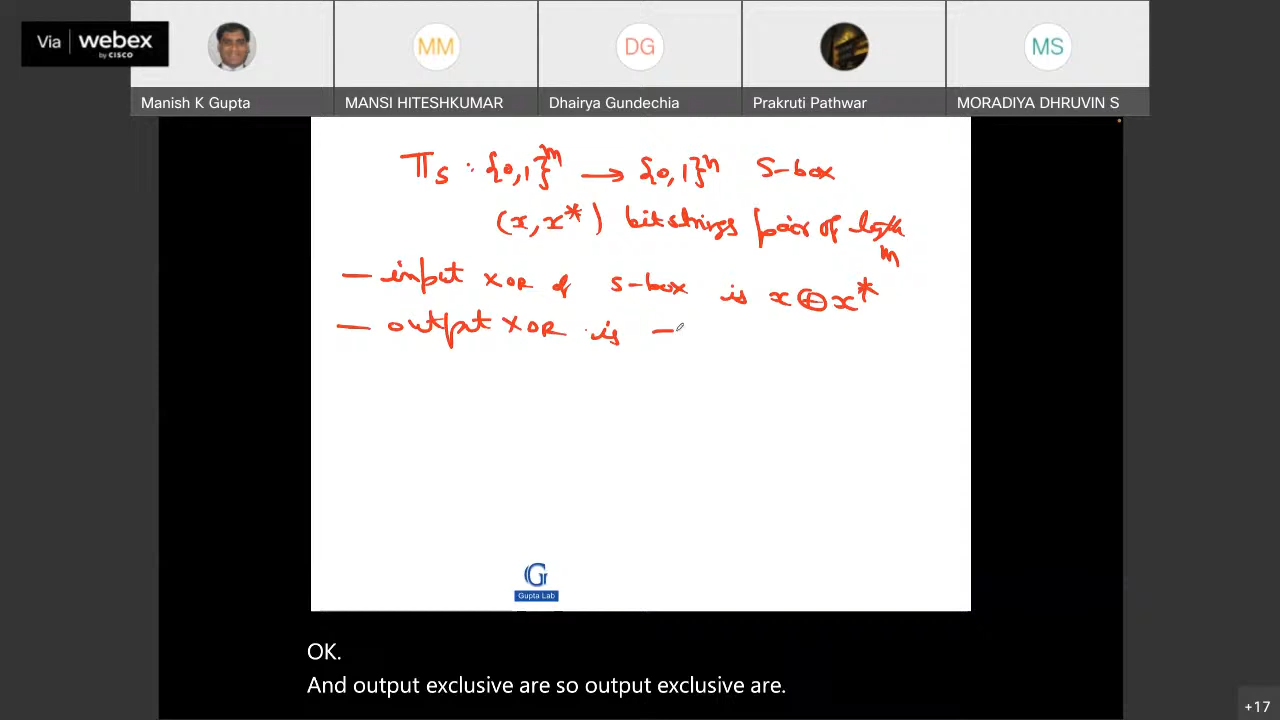 Via webex
by CISCO
MM
DG
MS
Manish K Gupta
MANSI HITESHKUMAR
Dhairya Gundechia
Prakruti Pathwar
MORADIYA DHRUVIN S
π_S : {0,1}^m → {0,1}^n S-box
(x, x*) bitstrings pair of length
m
— input XOR of S-box is x ⊕ x*
— output XOR is —
G
Gupta Lab
OK.
And output exclusive are so output exclusive are.
+17